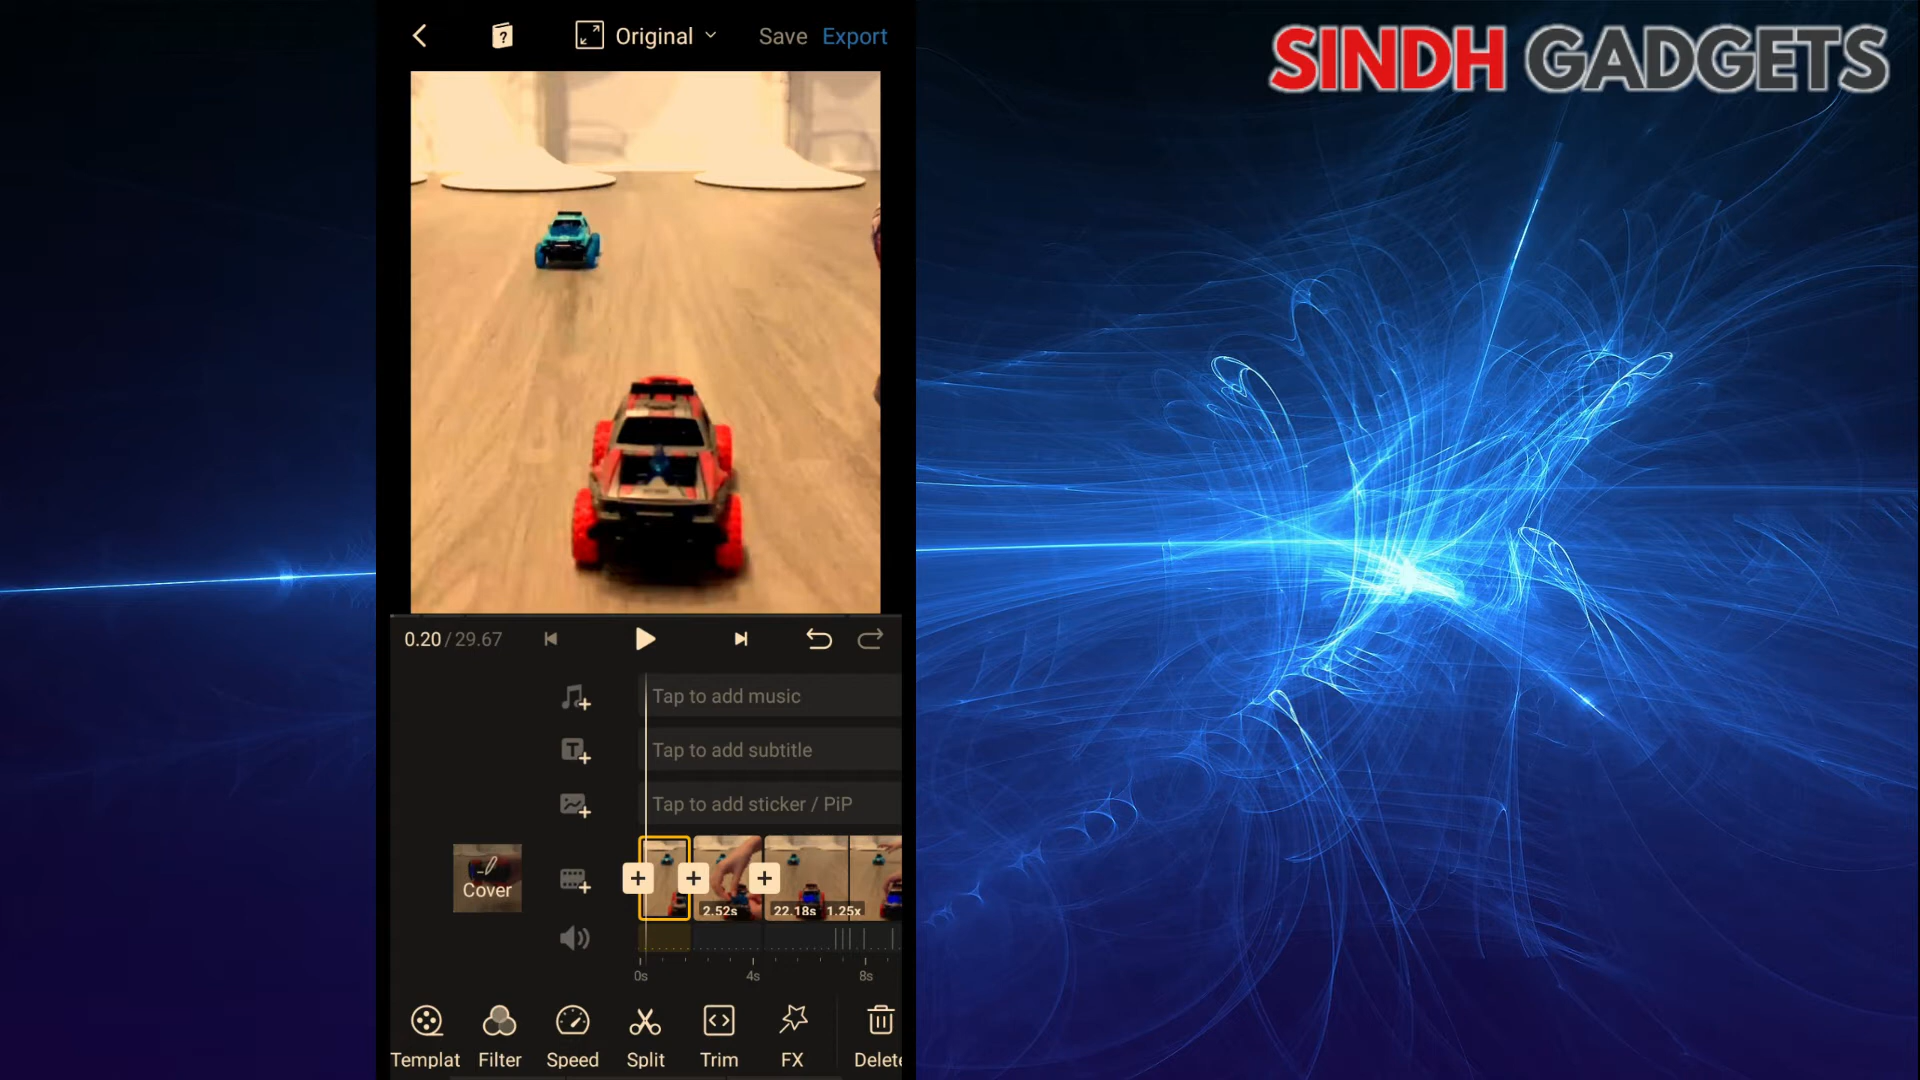 SINDH GADGETS
Original
Save Export
0.20 / 29.67
Tap to add music
Tap to add subtitle
Tap to add sticker / PiP
Cover
2.52s 22.18s 1.25x
0s 4s 8s
Templat Filter Speed Split Trim FX Delete